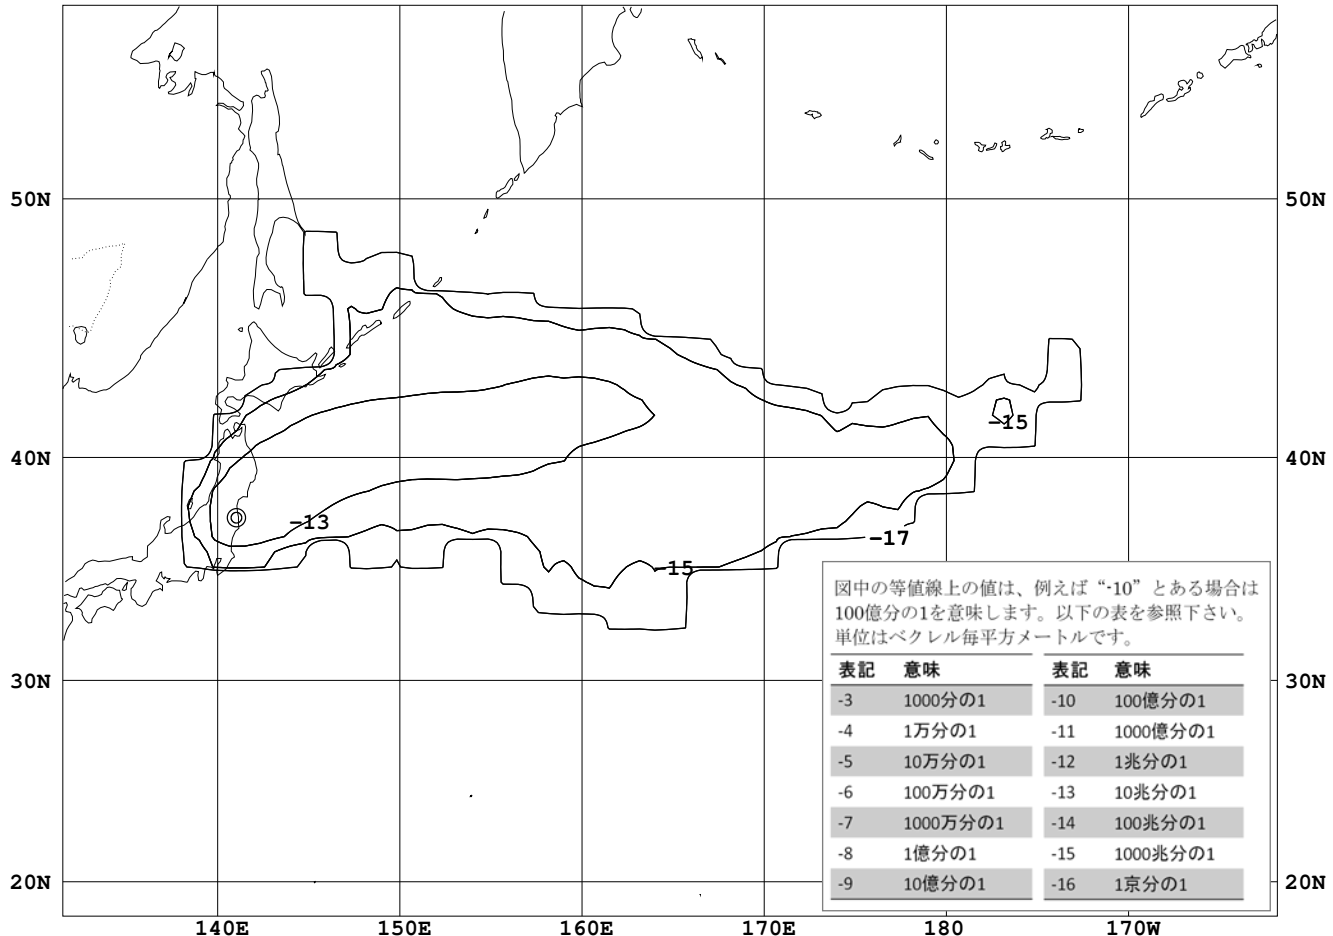 50N
50N
40N
40N
-15
-13
-17
-15
図中の等値線上の値は、例えば“-10”とある場合は
100億分の1を意味します。以下の表を参照下さい。
単位はベクレル毎平方メートルです。
表記 意味 表記 意味
-3 1000分の1 -10 100億分の1
-4 1万分の1 -11 1000億分の1
-5 10万分の1 -12 1兆分の1
-6 100万分の1 -13 10兆分の1
-7 1000万分の1 -14 100兆分の1
-8 1億分の1 -15 1000兆分の1
-9 10億分の1 -16 1京分の1
30N
30N
20N
20N
140E 150E 160E 170E 180 170W